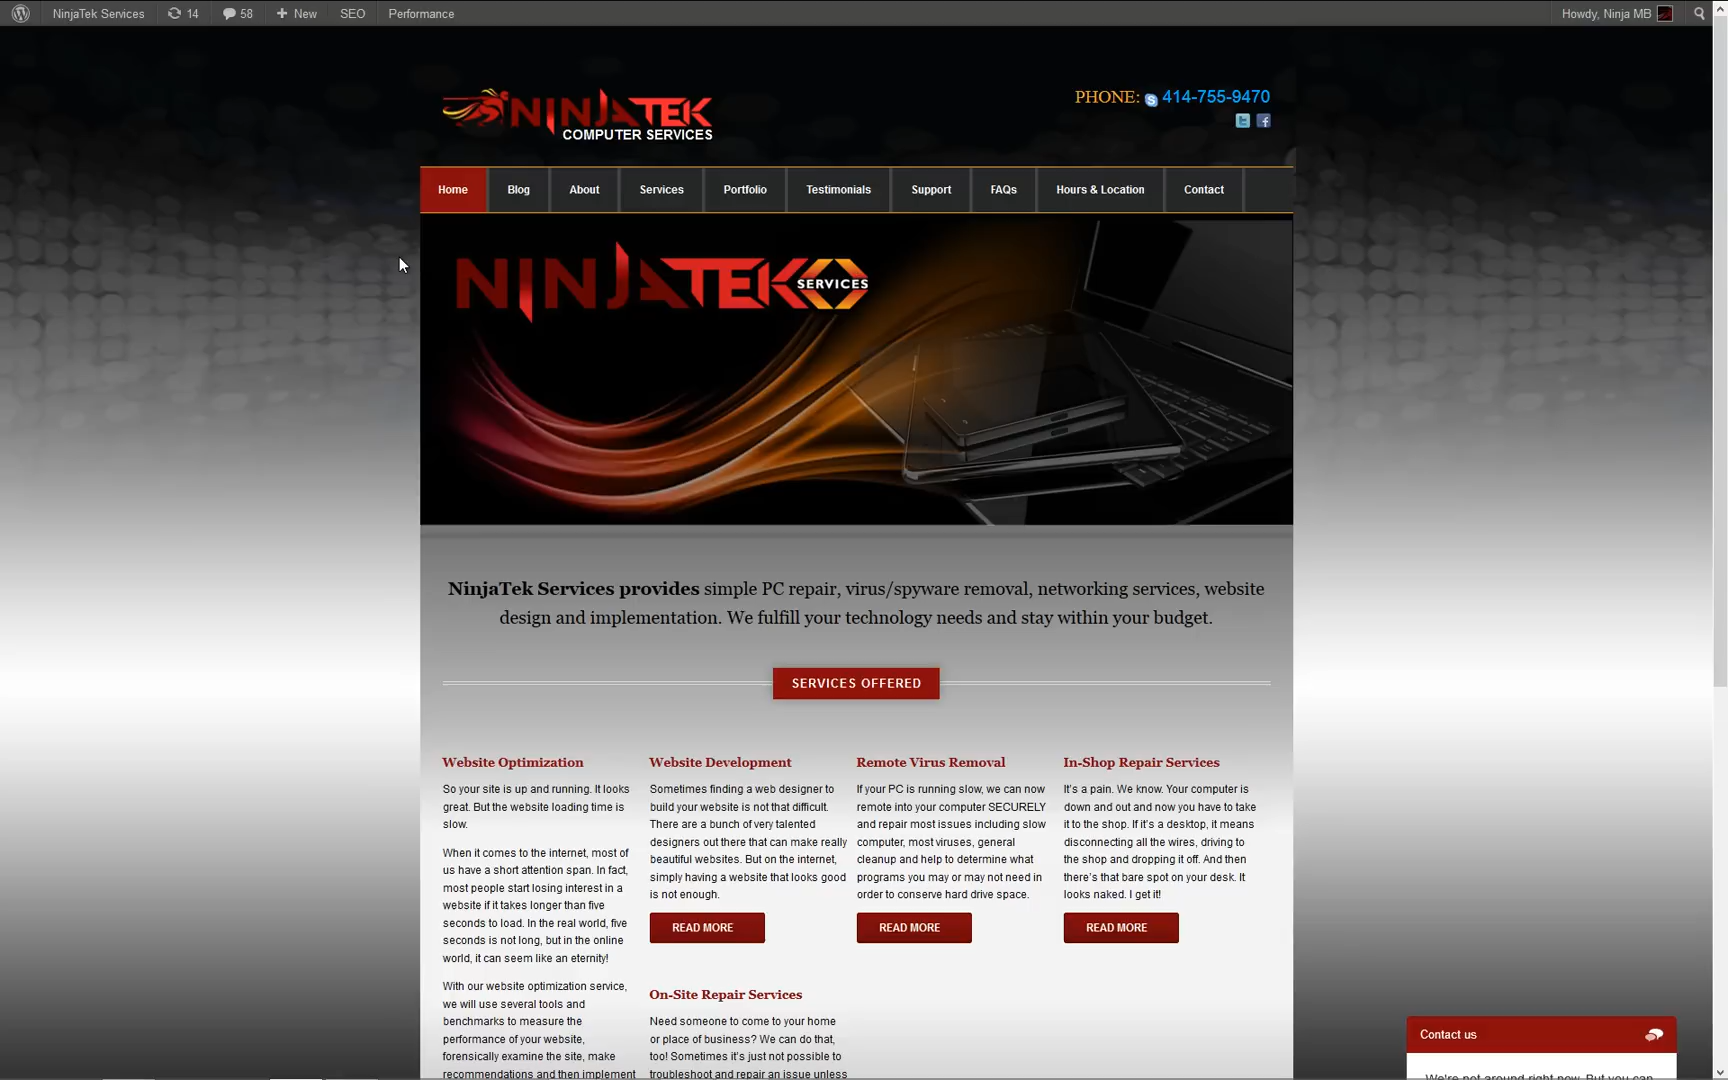 NinjaTek Services 14 58 New SEO Performance Howdy, Ninja MB
NINJATEK
COMPUTER SERVICES
PHONE: 414-755-9470
Home Blog About Services Portfolio Testimonials Support FAQs Hours & Location Contact
NINJATEK SERVICES
NinjaTek Services provides simple PC repair, virus/spyware removal, networking services, website
design and implementation. We fulfill your technology needs and stay within your budget.
SERVICES OFFERED
Website Optimization
So your site is up and running. It looks
great. But the website loading time is
slow.
When it comes to the internet, most of
us have a short attention span. In fact,
most people start losing interest in a
website if it takes longer than five
seconds to load. In the real world, five
seconds is not long, but in the online
world, it can seem like an eternity!
With our website optimization service,
we will use several tools and
benchmarks to measure the
performance of your website,
forensically examine the site, make
recommendations and then implement
Website Development
Sometimes finding a web designer to
build your website is not that difficult.
There are a bunch of very talented
designers out there that can make really
beautiful websites. But on the internet,
simply having a website that looks good
is not enough.
READ MORE
On-Site Repair Services
Need someone to come to your home
or place of business? We can do that,
too! Sometimes it's just not possible to
troubleshoot and repair an issue unless
Remote Virus Removal
If your PC is running slow, we can now
remote into your computer SECURELY
and repair most issues including slow
computer, most viruses, general
cleanup and help to determine what
programs you may or may not need in
order to conserve hard drive space.
READ MORE
In-Shop Repair Services
It's a pain. We know. Your computer is
down and out and now you have to take
it to the shop. If it's a desktop, it means
disconnecting all the wires, driving to
the shop and dropping it off. And then
there's that bare spot on your desk. It
looks naked. I get it!
READ MORE
Contact us
We're not around right now. But you can